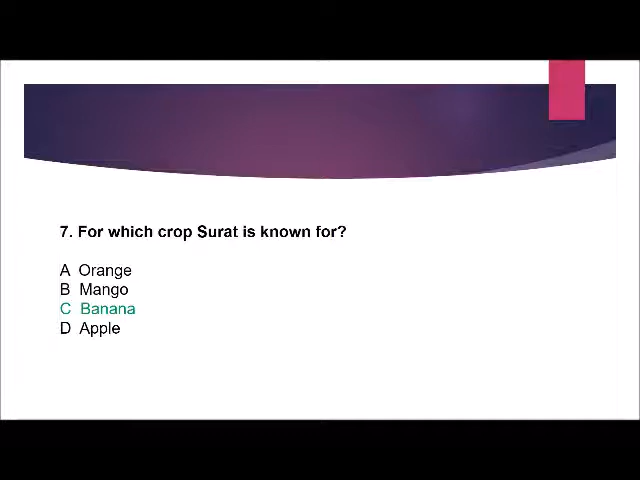 7. For which crop Surat is known for?
A Orange
B Mango
C Banana
D Apple